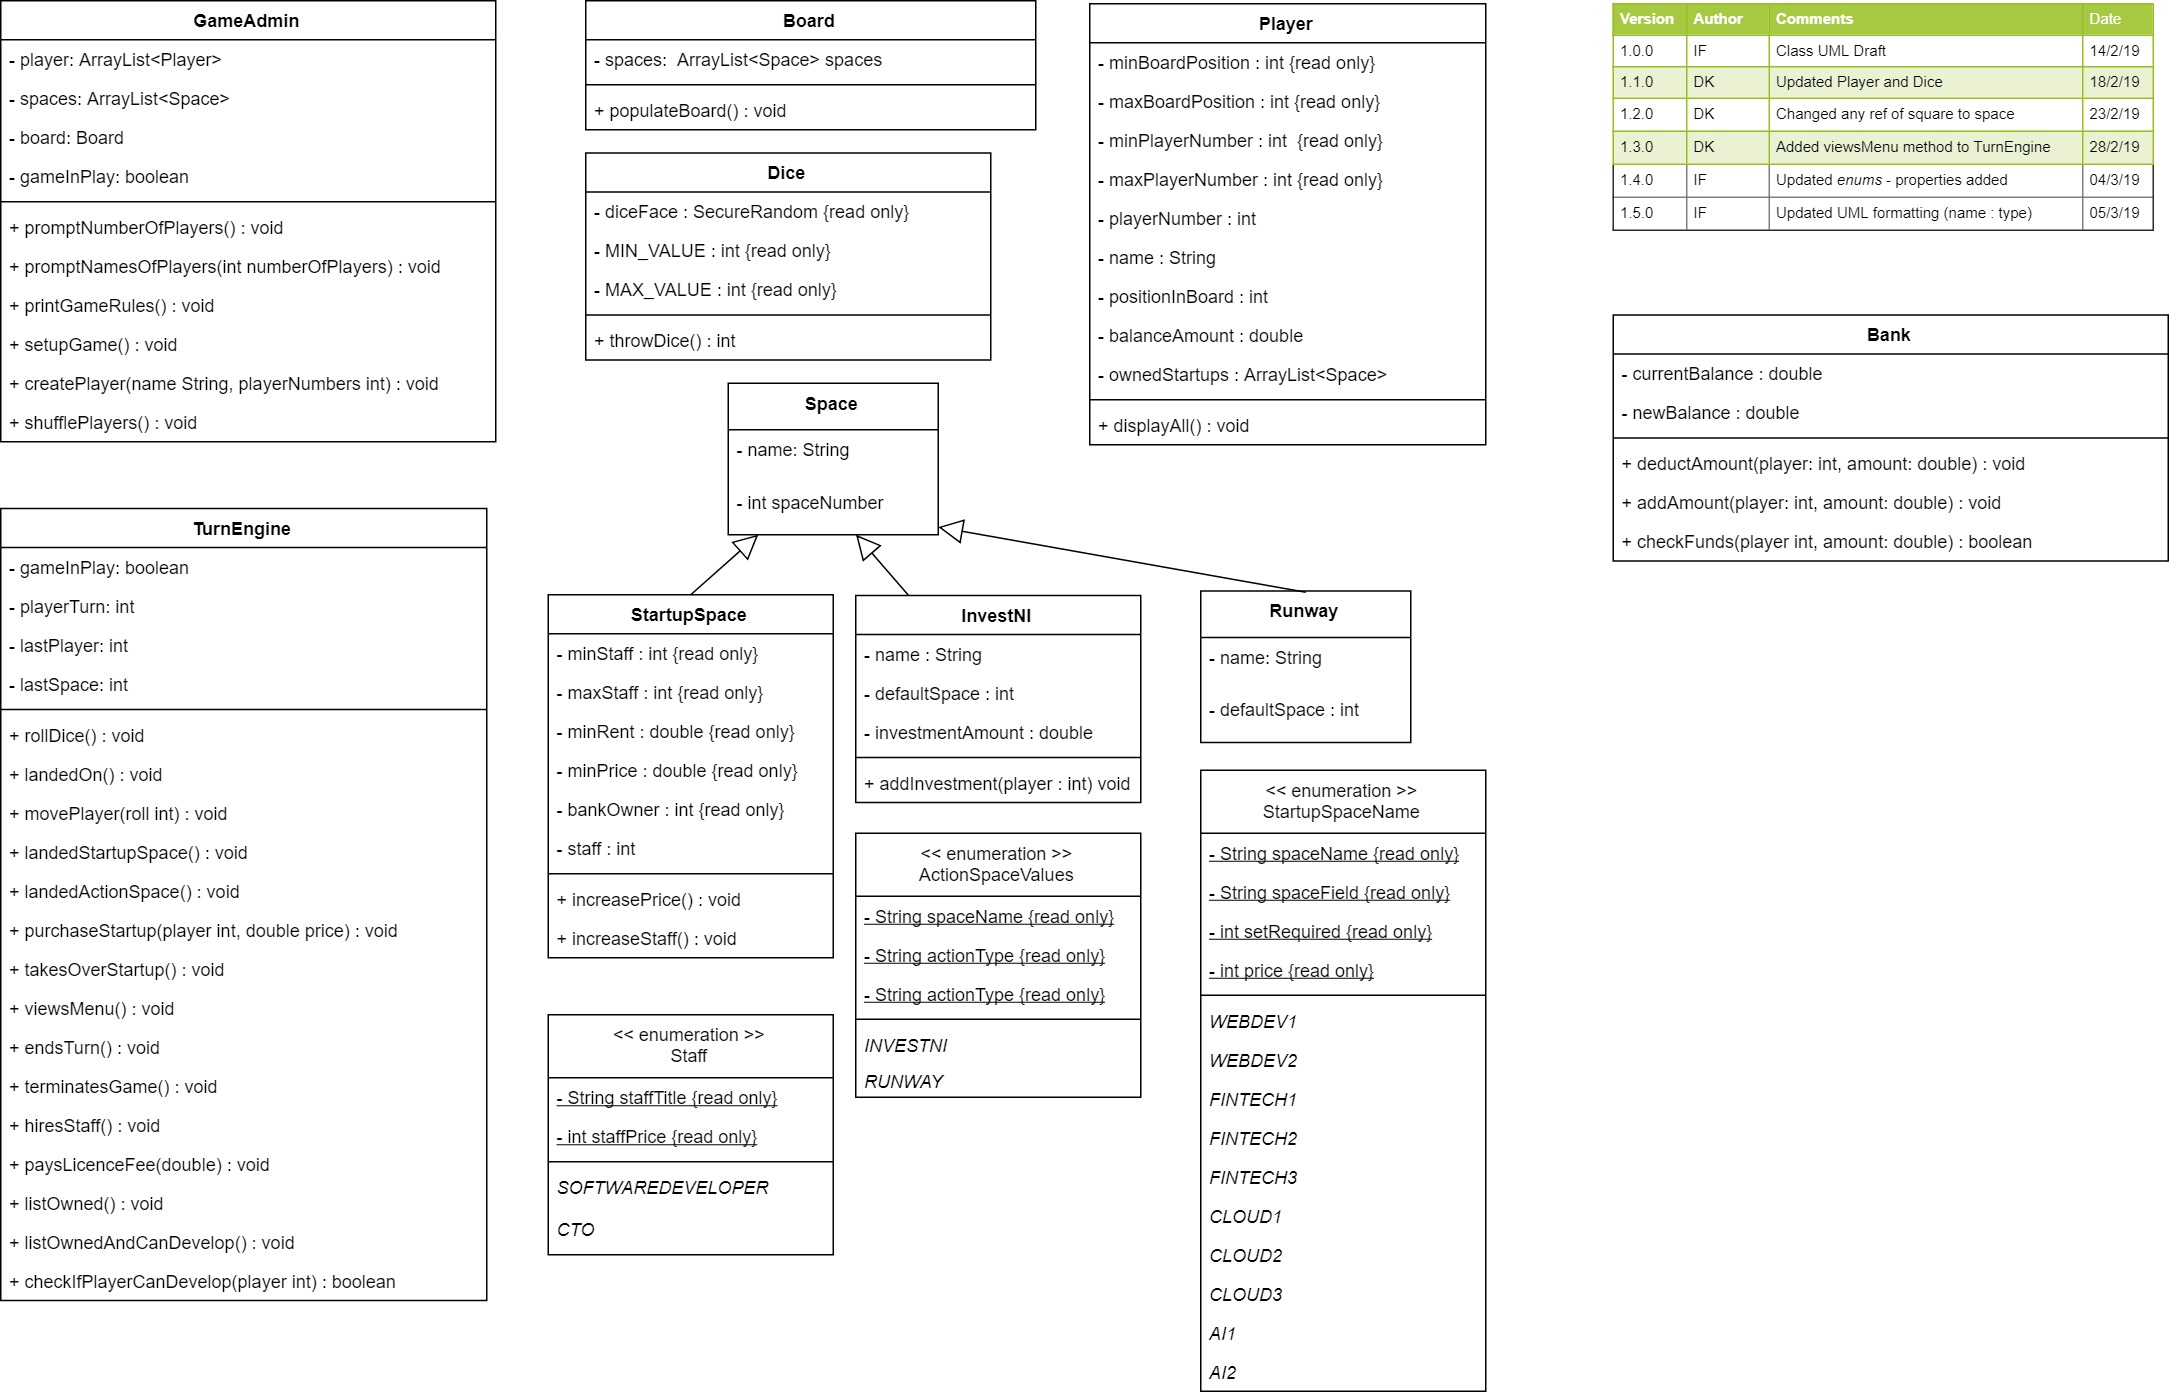 GameAdmin
- player: ArrayList<Player>
- spaces: ArrayList<Space>
- board: Board
- gameInPlay: boolean
+ promptNumberOfPlayers() : void
+ promptNamesOfPlayers(int numberOfPlayers) : void
+ printGameRules() : void
+ setupGame() : void
+ createPlayer(name String, playerNumbers int) : void
+ shufflePlayers() : void
Board
- spaces:  ArrayList<Space> spaces
+ populateBoard() : void
Dice
- diceFace : SecureRandom {read only}
- MIN_VALUE : int {read only}
- MAX_VALUE : int {read only}
+ throwDice() : int
Player
- minBoardPosition : int {read only}
- maxBoardPosition : int {read only}
- minPlayerNumber : int  {read only}
- maxPlayerNumber : int {read only}
- playerNumber : int
- name : String
- positionInBoard : int
- balanceAmount : double
- ownedStartups : ArrayList<Space>
+ displayAll() : void
Version Author Comments Date
1.0.0 IF Class UML Draft 14/2/19
1.1.0 DK Updated Player and Dice 18/2/19
1.2.0 DK Changed any ref of square to space 23/2/19
1.3.0 DK Added viewsMenu method to TurnEngine 28/2/19
1.4.0 IF Updated enums - properties added 04/3/19
1.5.0 IF Updated UML formatting (name : type) 05/3/19
Bank
- currentBalance : double
- newBalance : double
+ deductAmount(player: int, amount: double) : void
+ addAmount(player: int, amount: double) : void
+ checkFunds(player int, amount: double) : boolean
Space
- name: String
- int spaceNumber
TurnEngine
- gameInPlay: boolean
- playerTurn: int
- lastPlayer: int
- lastSpace: int
+ rollDice() : void
+ landedOn() : void
+ movePlayer(roll int) : void
+ landedStartupSpace() : void
+ landedActionSpace() : void
+ purchaseStartup(player int, double price) : void
+ takesOverStartup() : void
+ viewsMenu() : void
+ endsTurn() : void
+ terminatesGame() : void
+ hiresStaff() : void
+ paysLicenceFee(double) : void
+ listOwned() : void
+ listOwnedAndCanDevelop() : void
+ checkIfPlayerCanDevelop(player int) : boolean
StartupSpace
- minStaff : int {read only}
- maxStaff : int {read only}
- minRent : double {read only}
- minPrice : double {read only}
- bankOwner : int {read only}
- staff : int
+ increasePrice() : void
+ increaseStaff() : void
InvestNI
- name : String
- defaultSpace : int
- investmentAmount : double
+ addInvestment(player : int) void
Runway
- name: String
- defaultSpace : int
<< enumeration >>
Staff
- String staffTitle {read only}
- int staffPrice {read only}
SOFTWAREDEVELOPER
CTO
<< enumeration >>
ActionSpaceValues
- String spaceName {read only}
- String actionType {read only}
- String actionType {read only}
INVESTNI
RUNWAY
<< enumeration >>
StartupSpaceName
- String spaceName {read only}
- String spaceField {read only}
- int setRequired {read only}
- int price {read only}
WEBDEV1
WEBDEV2
FINTECH1
FINTECH2
FINTECH3
CLOUD1
CLOUD2
CLOUD3
AI1
AI2